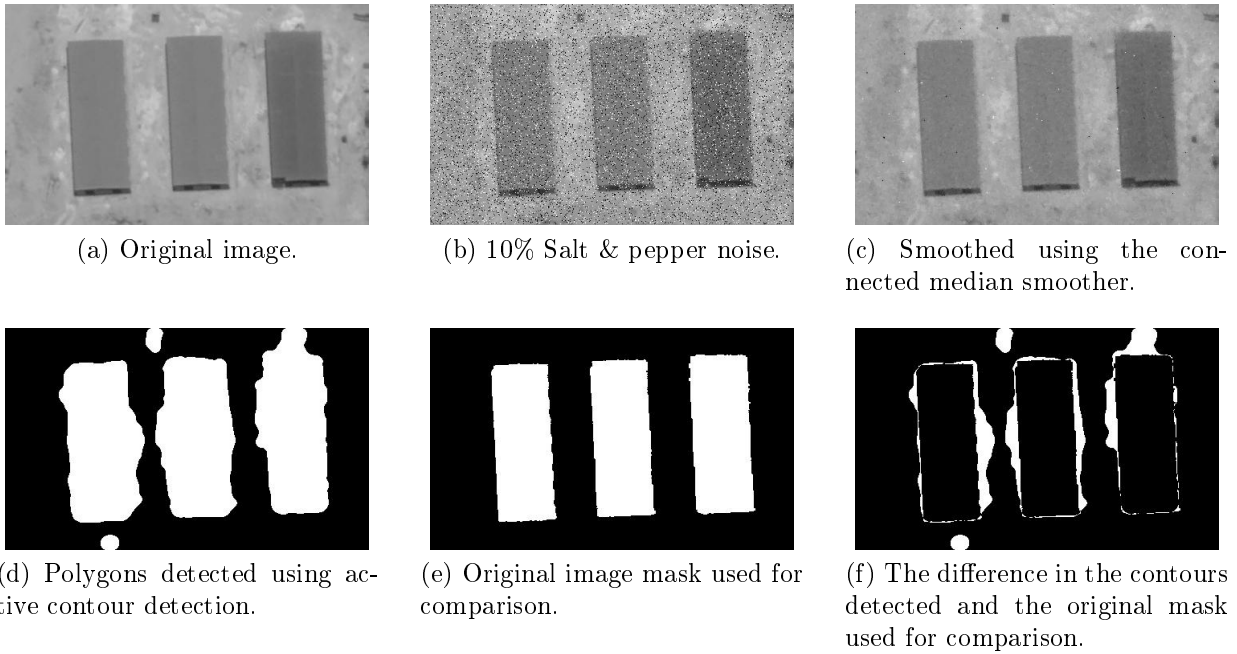 (a) Original image.
(b) 10% Salt & pepper noise.
(c) Smoothed using the con-
nected median smoother.
(d) Polygons detected using ac-
tive contour detection.
(e) Original image mask used for
comparison.
(f) The difference in the contours
detected and the original mask
used for comparison.